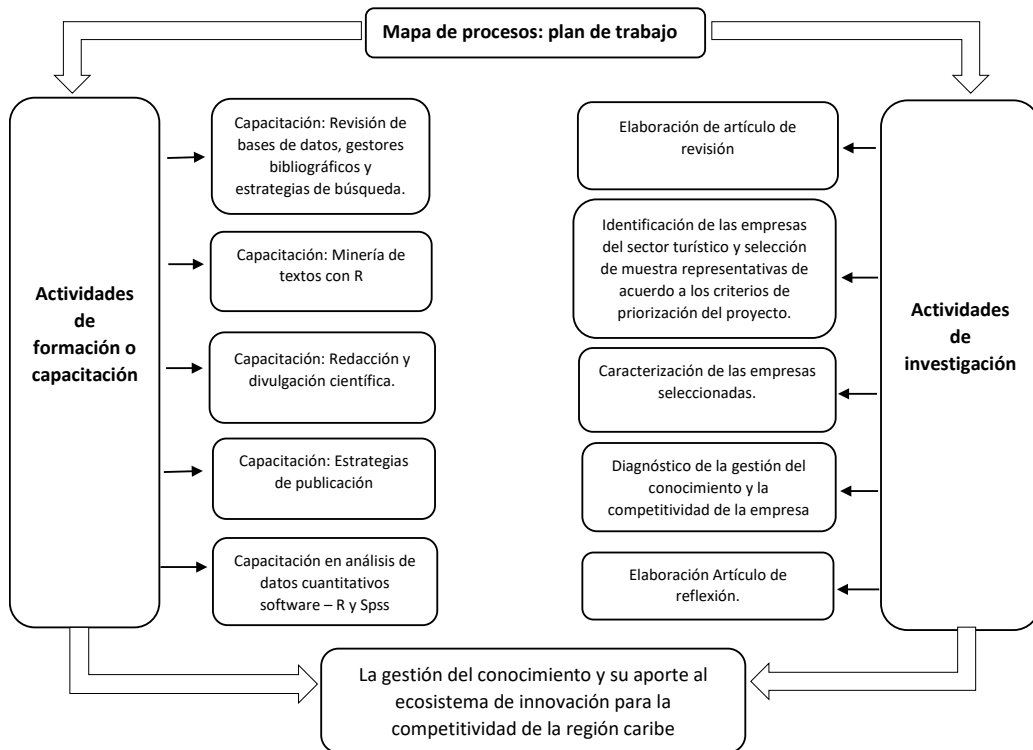 Mapa de procesos: plan de trabajo
Actividades
de
formación o
capacitación
Capacitación: Revisión de
bases de datos, gestores
bibliográficos y
estrategias de búsqueda.
Capacitación: Minería de
textos con R
Capacitación: Redacción y
divulgación científica.
Capacitación: Estrategias
de publicación
Capacitación en análisis de
datos cuantitativos
software – R y Spss
Elaboración de artículo de
revisión
Identificación de las empresas
del sector turístico y selección
de muestra representativas de
acuerdo a los criterios de
priorización del proyecto.
Caracterización de las empresas
seleccionadas.
Diagnóstico de la gestión del
conocimiento y la
competitividad de la empresa
Elaboración Artículo de
reflexión.
Actividades
de
investigación
La gestión del conocimiento y su aporte al
ecosistema de innovación para la
competitividad de la región caribe